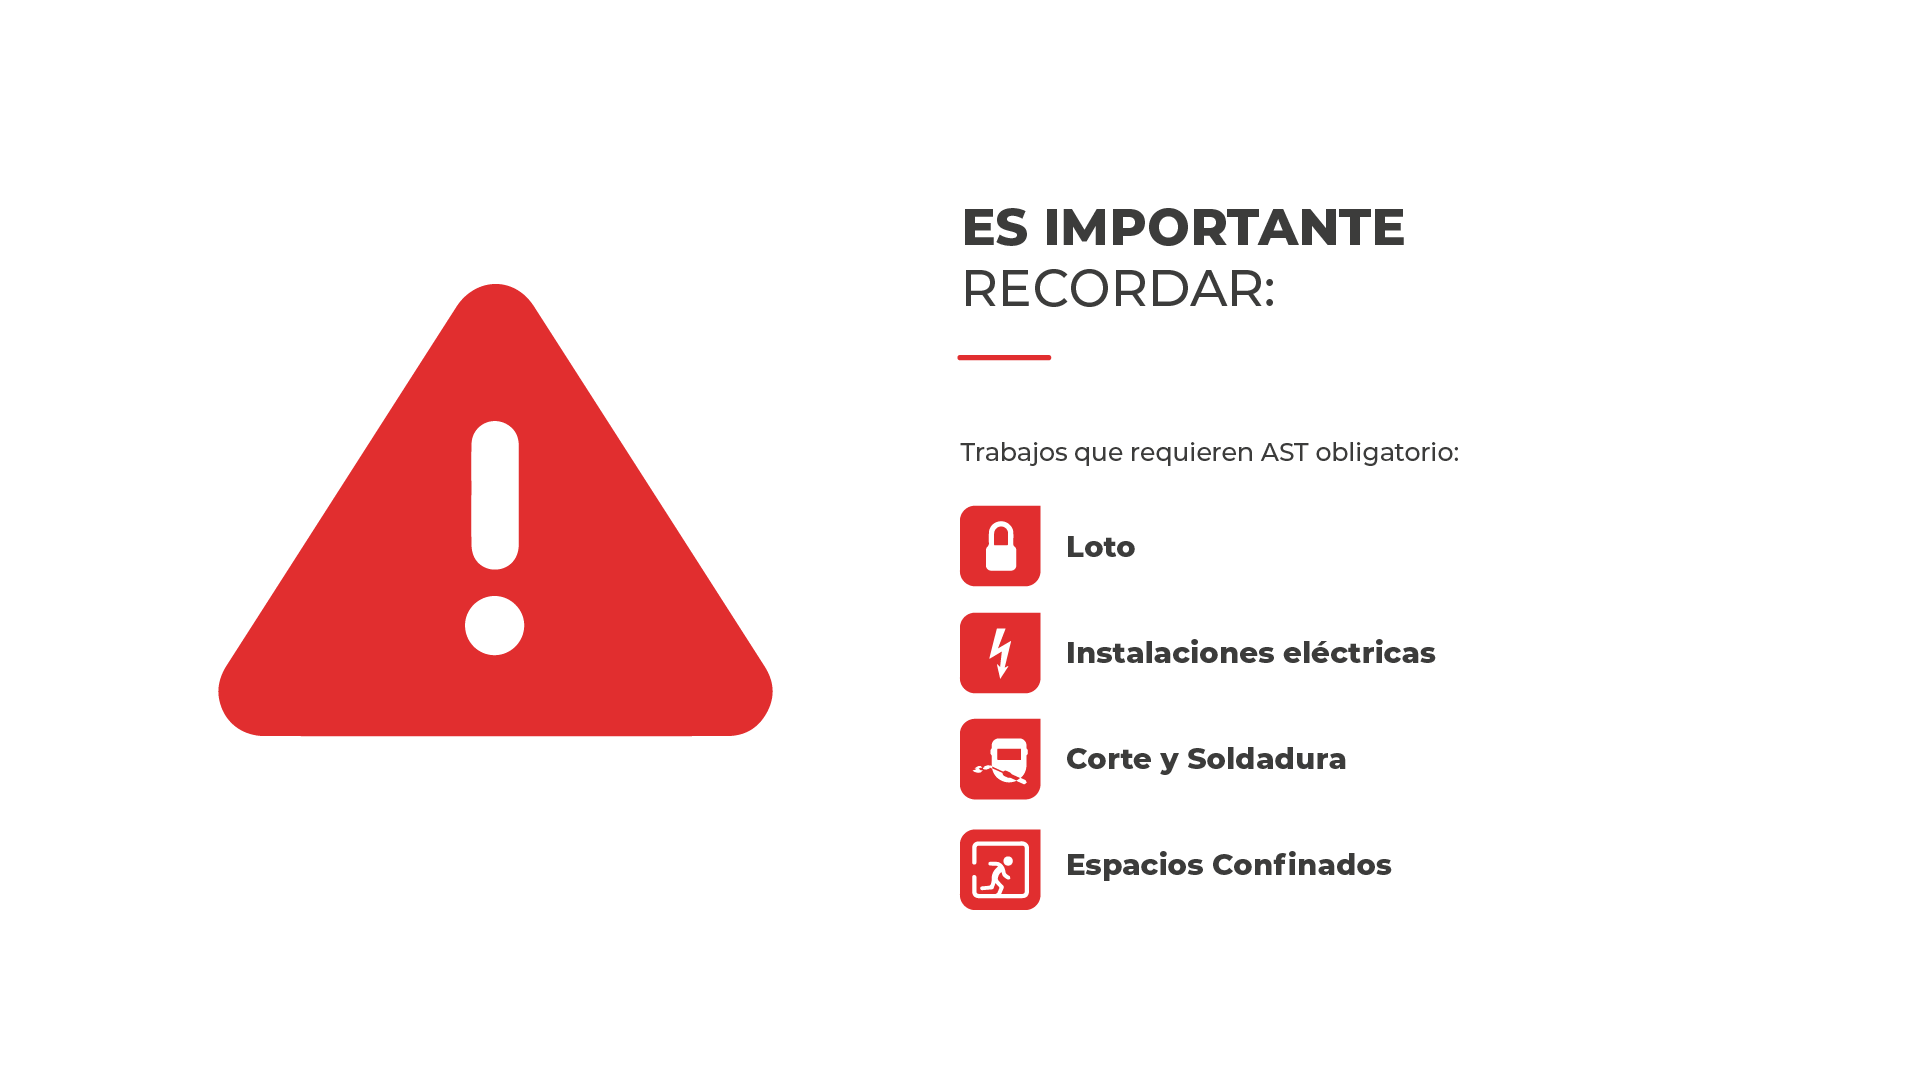 ES IMPORTANTE
RECORDAR:
Trabajos que requieren AST obligatorio:
Loto
Instalaciones eléctricas
Corte y Soldadura
Espacios Confinados